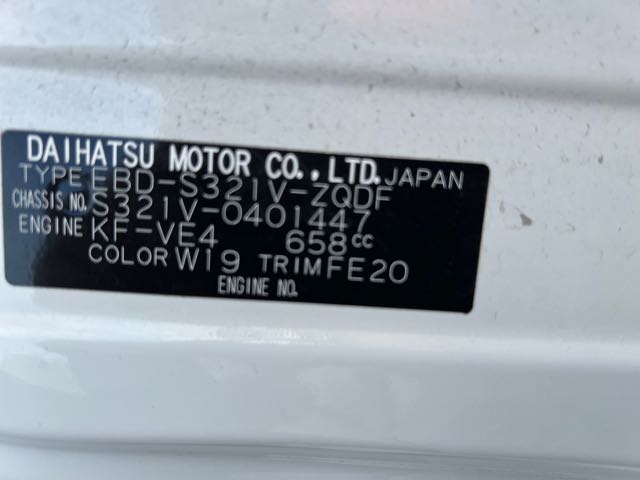 DAIHATSU MOTOR CO.,LTD. JAPAN
TYPE EBD-S321V-ZQDF
CHASSIS NO. S321V-0401447
ENGINE KF-VE4 658cc
COLOR W19 TRIM FE20
ENGINE NO.